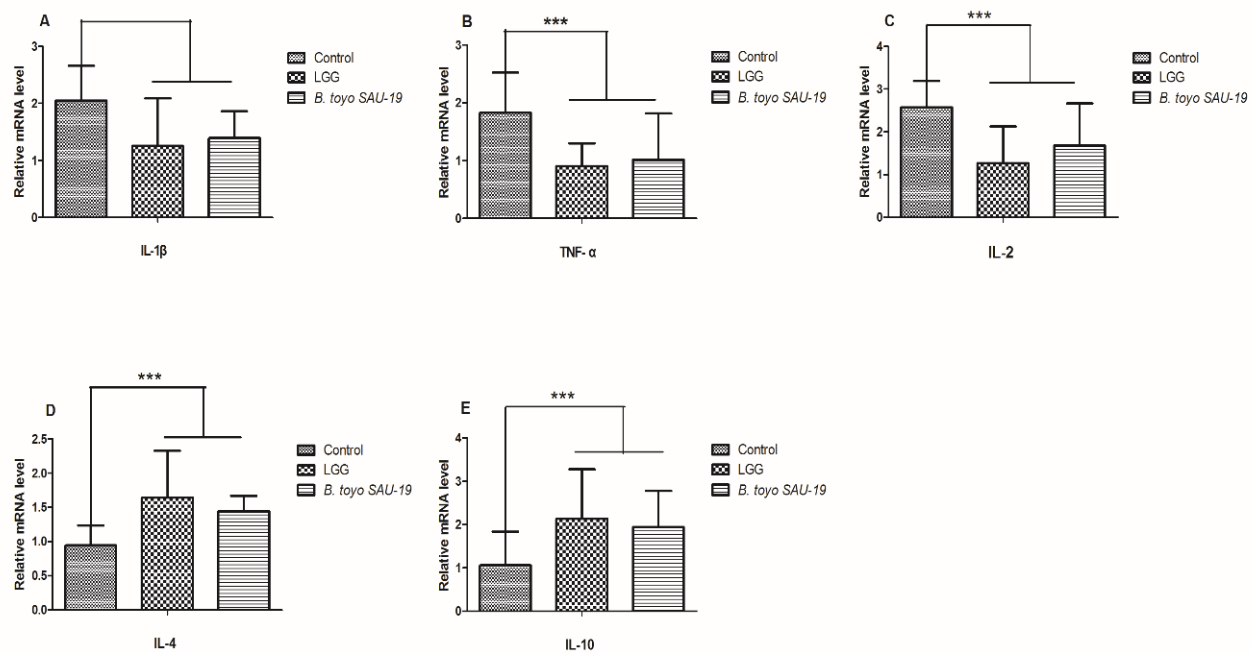 A
Relative mRNA level
3
2
1
0
IL-1β
Control
LGG
B. toyo SAU-19
B
***
Relative mRNA level
3
2
1
0
TNF- α
Control
LGG
B. toyo SAU-19
C
***
Relative mRNA level
4
3
2
1
0
IL-2
Control
LGG
B. toyo SAU-19
D
***
Relative mRNA level
2.5
2.0
1.5
1.0
0.5
0.0
IL-4
Control
LGG
B. toyo SAU-19
E
***
Relative mRNA level
4
3
2
1
0
IL-10
Control
LGG
B. toyo SAU-19